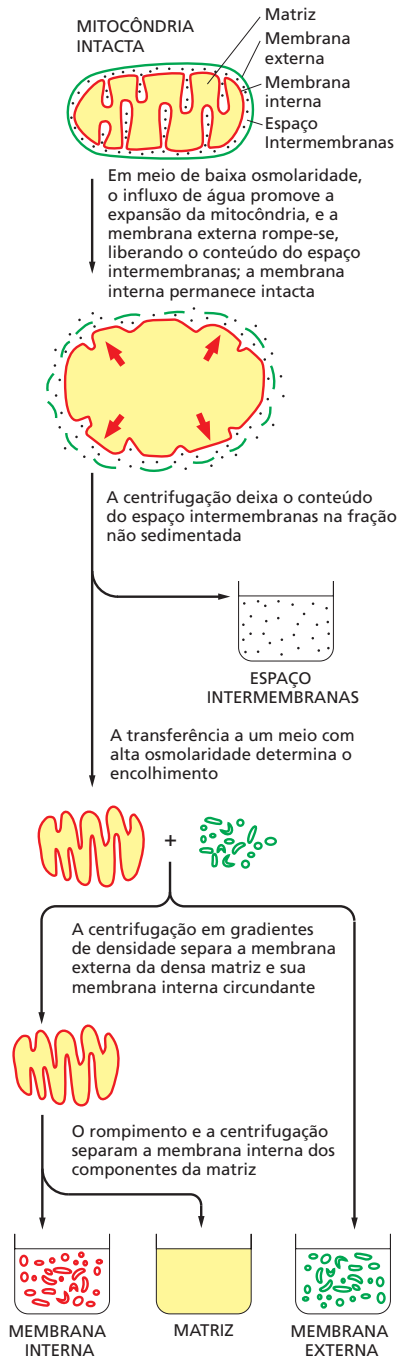 MITOCÔNDRIA
INTACTA
Matriz
Membrana
externa
Membrana
interna
Espaço
Intermembranas
Em meio de baixa osmolaridade,
o influxo de água promove a
expansão da mitocôndria, e a
membrana externa rompe-se,
liberando o conteúdo do espaço
intermembranas; a membrana
interna permanece intacta
A centrifugação deixa o conteúdo
do espaço intermembranas na fração
não sedimentada
ESPAÇO
INTERMEMBRANAS
A transferência a um meio com
alta osmolaridade determina o
encolhimento
+
A centrifugação em gradientes
de densidade separa a membrana
externa da densa matriz e sua
membrana interna circundante
O rompimento e a centrifugação
separam a membrana interna dos
componentes da matriz
MEMBRANA
INTERNA
MATRIZ
MEMBRANA
EXTERNA